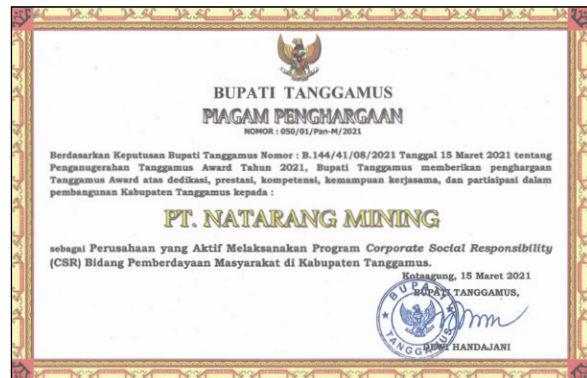 BUPATI TANGGAMUS
PIAGAM PENGHARGAAN
NOMOR : 050/01/Pan-M/2021
Berdasarkan Keputusan Bupati Tanggamus Nomor : B.144/41/08/2021 Tanggal 15 Maret 2021 tentang
Penganugerahan Tanggamus Award Tahun 2021, Bupati Tanggamus memberikan penghargaan
Tanggamus Award atas dedikasi, prestasi, kompetensi, kemampuan kerjasama, dan partisipasi dalam
pembangunan Kabupaten Tanggamus kepada :
PT. NATARANG MINING
sebagai Perusahaan yang Aktif Melaksanakan Program Corporate Social Responsibility
(CSR) Bidang Pemberdayaan Masyarakat di Kabupaten Tanggamus.
Kotaagung, 15 Maret 2021
BUPATI TANGGAMUS,
BUPATI
TANGGAMUS
DEWI HANDAJANI